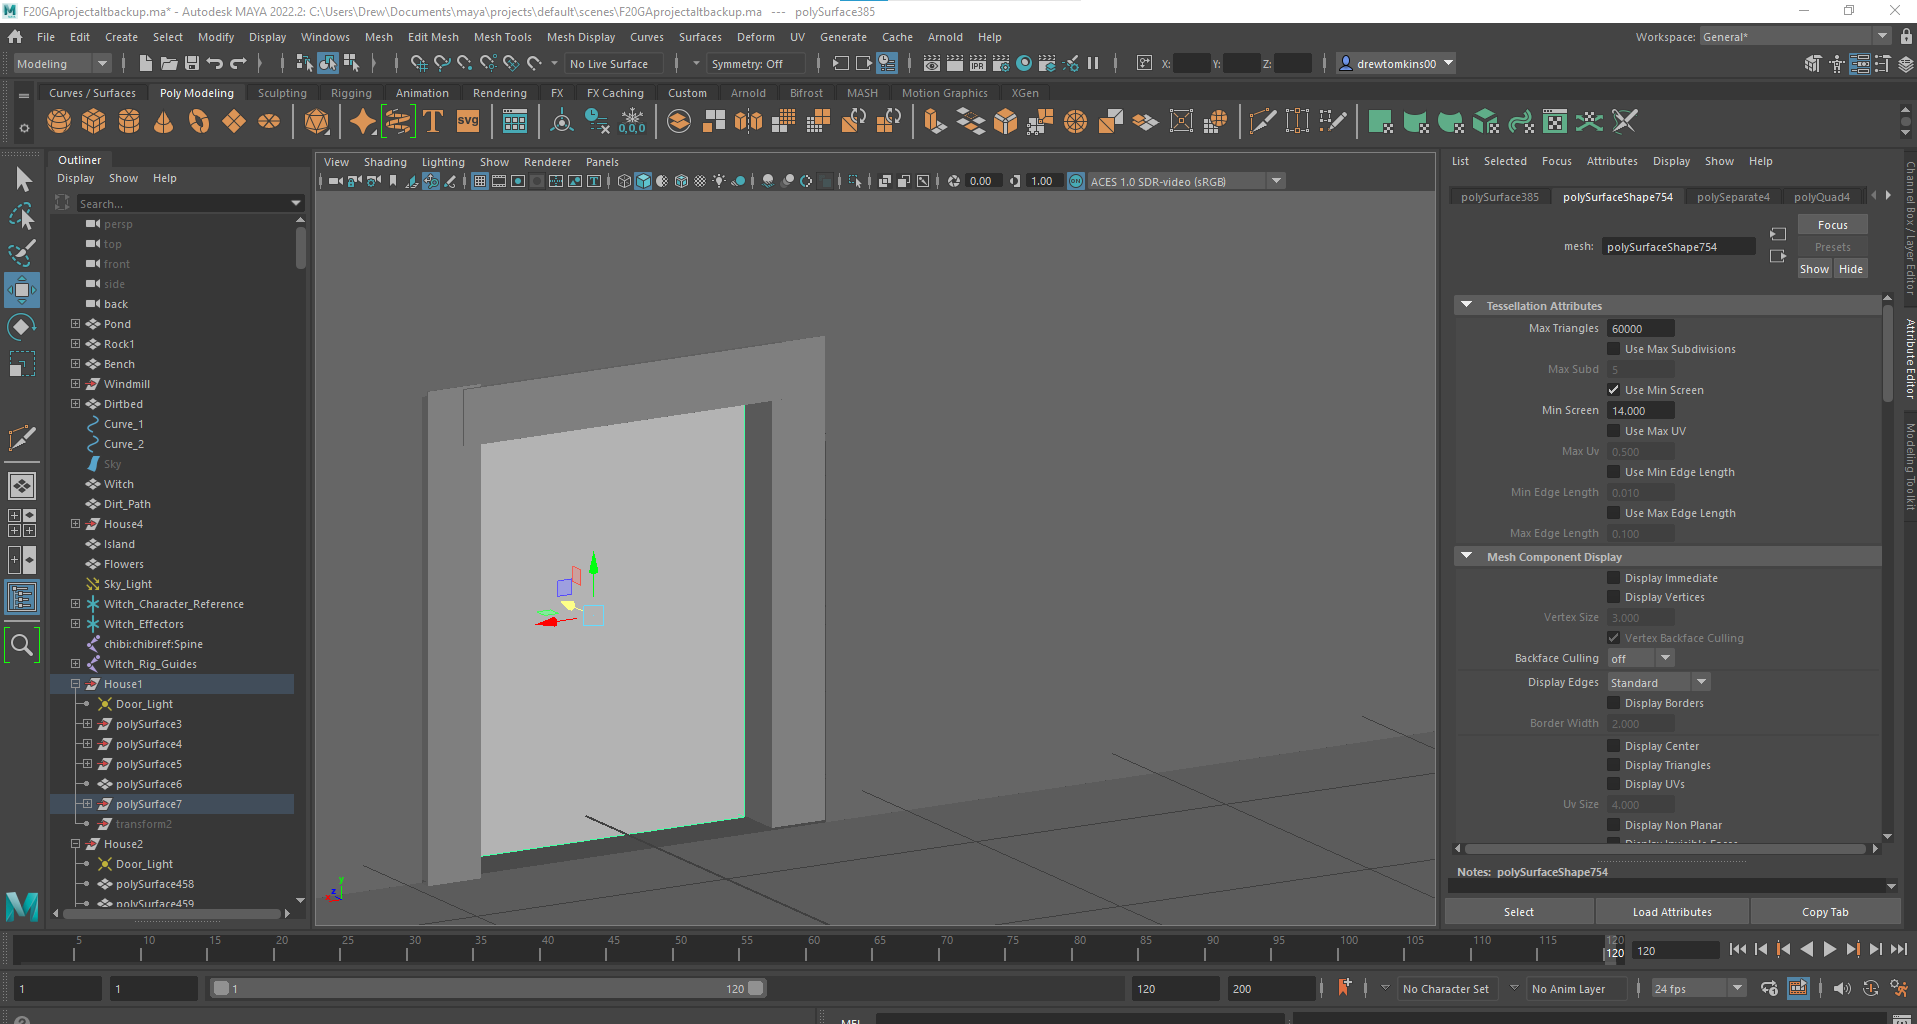 F20GAprojectaltbackup.ma* - Autodesk MAYA 2022.2: C:\Users\Drew\Documents\maya\projects\default\scenes\F20GAprojectaltbackup.ma --- polySurface385
File Edit Create Select Modify Display Windows Mesh Edit Mesh Mesh Tools Mesh Display Curves Surfaces Deform UV Generate Cache Arnold Help Workspace: General*
Modeling No Live Surface Symmetry: Off X: Y: Z: drewtomkins00
Curves / Surfaces Poly Modeling Sculpting Rigging Animation Rendering FX FX Caching Custom Arnold Bifrost MASH Motion Graphics XGen
T svg 0,0,0
IPR
Outliner
Display Show Help
Search...
persp
top
front
side
back
Pond
Rock1
Bench
Windmill
Dirtbed
Curve_1
Curve_2
Sky
Witch
Dirt_Path
House4
Island
Flowers
Sky_Light
Witch_Character_Reference
Witch_Effectors
chibi:chibiref:Spine
Witch_Rig_Guides
House1
Door_Light
polySurface3
polySurface4
polySurface5
polySurface6
polySurface7
transform2
House2
Door_Light
polySurface458
polySurface459
View Shading Lighting Show Renderer Panels
0.00 1.00 ON ACES 1.0 SDR-video (sRGB)
y
z
List Selected Focus Attributes Display Show Help
polySurface385 polySurfaceShape754 polySeparate4 polyQuad4
mesh: polySurfaceShape754
Focus
Presets
Show Hide
Tessellation Attributes
Max Triangles 60000
Use Max Subdivisions
Max Subd 5
Use Min Screen
Min Screen 14.000
Use Max UV
Max Uv 0.500
Use Min Edge Length
Min Edge Length 0.010
Use Max Edge Length
Max Edge Length 0.100
Mesh Component Display
Display Immediate
Display Vertices
Vertex Size 3.000
Vertex Backface Culling
Backface Culling off
Display Edges Standard
Display Borders
Border Width 2.000
Display Center
Display Triangles
Display UVs
Uv Size 4.000
Display Non Planar
Display Invisible Faces
Notes: polySurfaceShape754
Select Load Attributes Copy Tab
Channel Box / Layer Editor
Attribute Editor
Modeling Toolkit
5 10 15 20 25 30 35 40 45 50 55 60 65 70 75 80 85 90 95 100 105 110 115 120
120 120
1 1 1 120 120 200 No Character Set No Anim Layer 24 fps
MEL